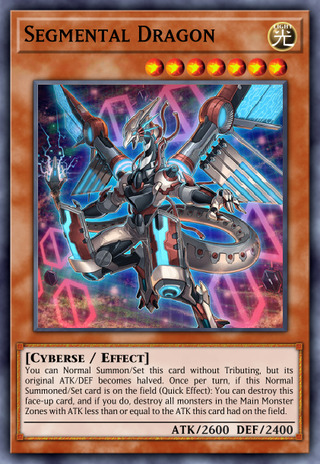 SEGMENTAL DRAGON
LIGHT
光
[CYBERSE / EFFECT]
You can Normal Summon/Set this card without Tributing, but its
original ATK/DEF becomes halved. Once per turn, if this Normal
Summoned/Set card is on the field (Quick Effect): You can destroy this
face-up card, and if you do, destroy all monsters in the Main Monster
Zones with ATK less than or equal to the ATK this card had on the field.
ATK/2600 DEF/2400